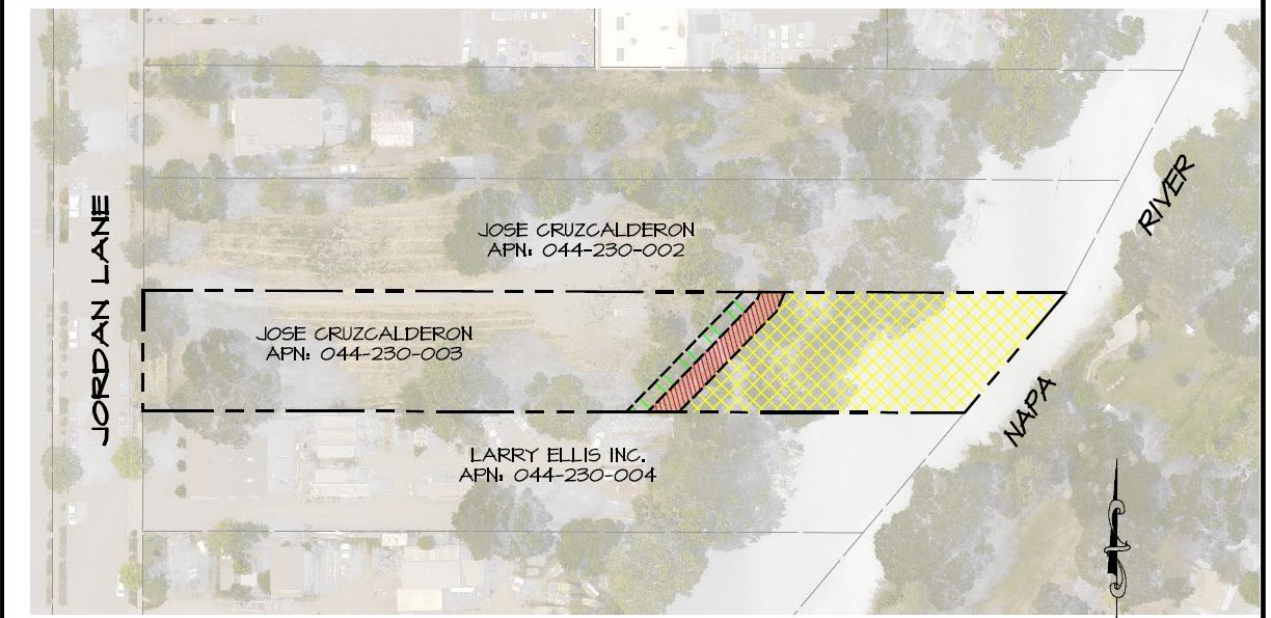 JOSE CRUZCALDERON
APN: 044-230-002
JORDAN LANE
JOSE CRUZCALDERON
APN: 044-230-003
LARRY ELLIS INC.
APN: 044-230-004
NAPA RIVER